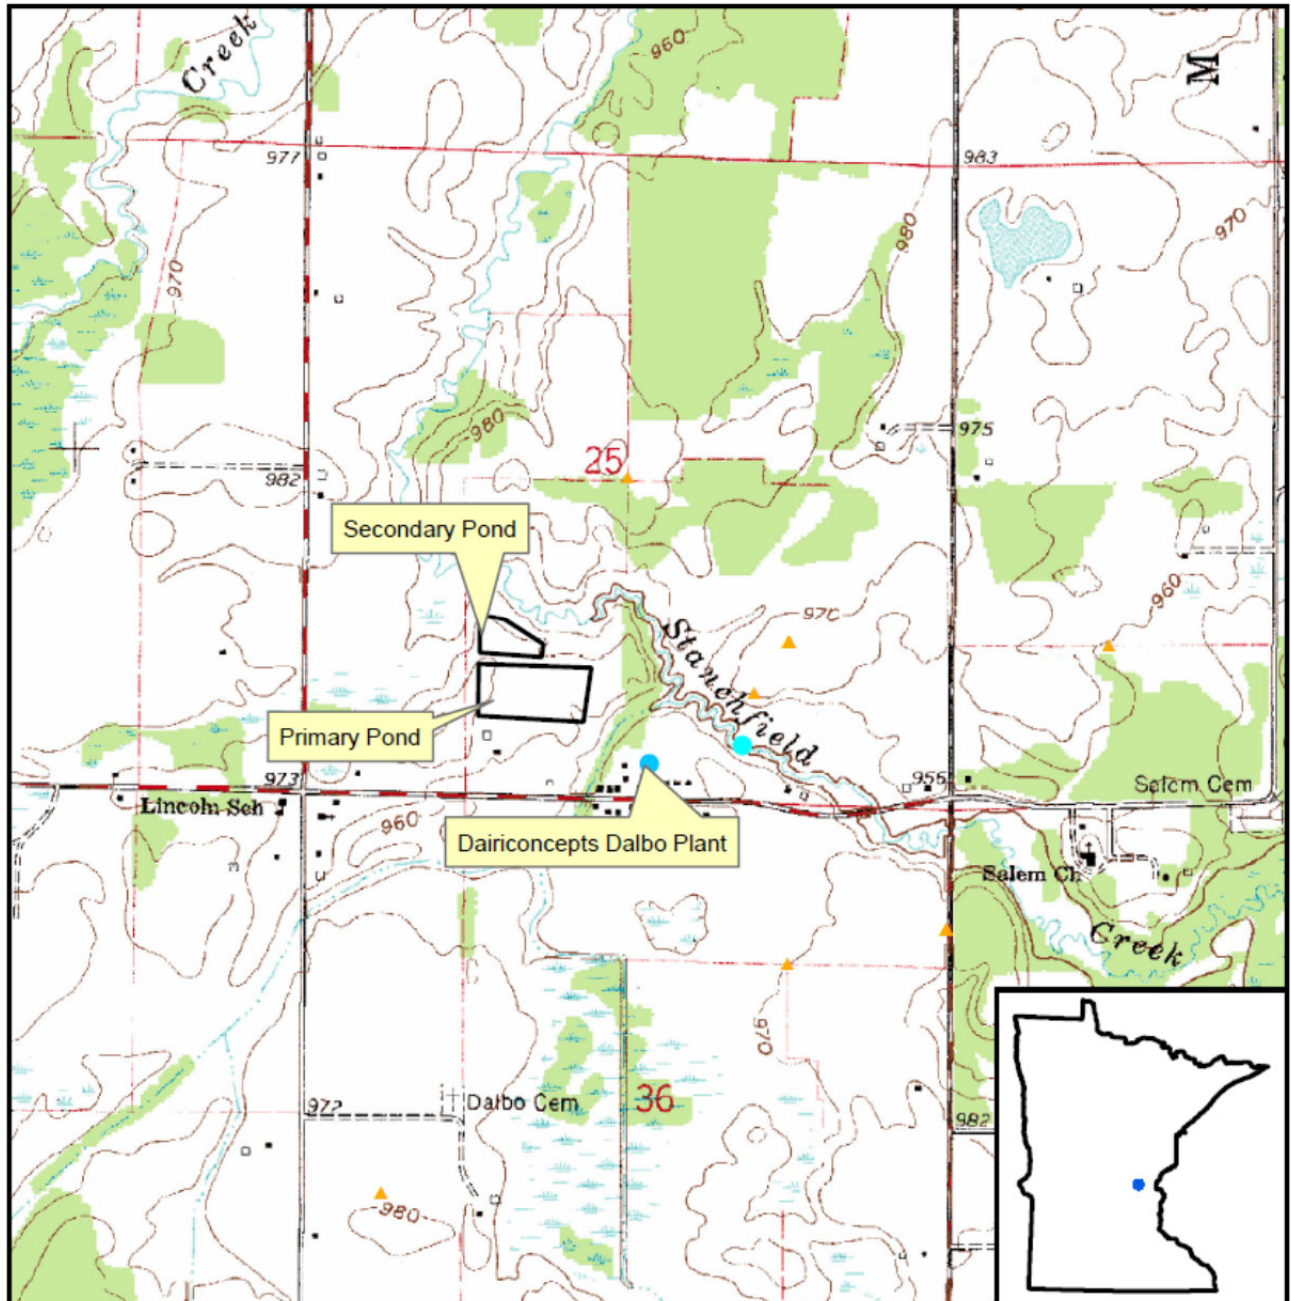 Creek
960
M
977
983
970
980
970
980
975
25
982
Secondary Pond
960
970
Stanchfield
Primary Pond
973
955
Salem Cem
Lincoln Sch
960
Dairiconcepts Dalbo Plant
Salem Ch
Creek
970
972
Dalbo Cem
36
982
980